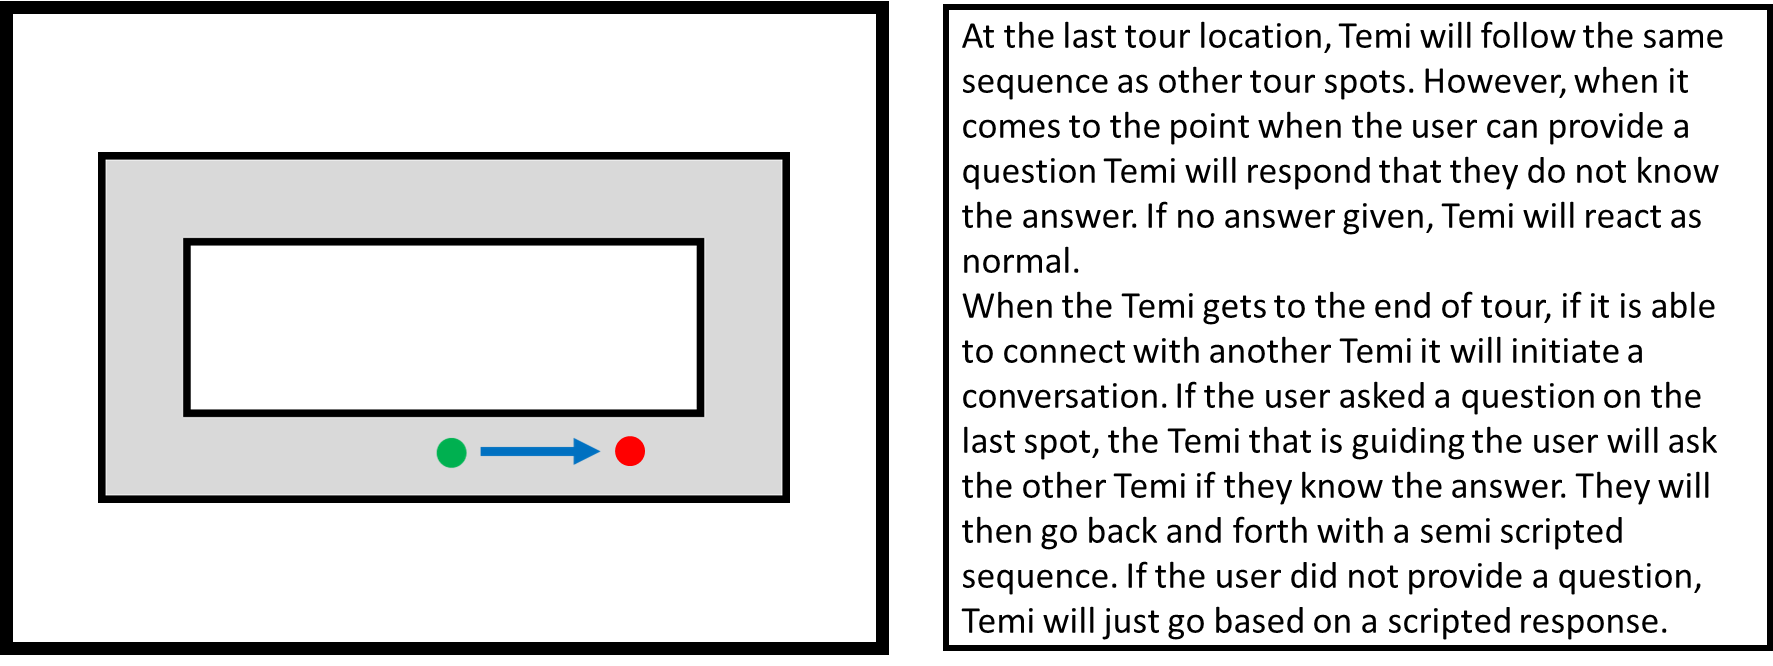 At the last tour location, Temi will follow the same
sequence as other tour spots. However, when it
comes to the point when the user can provide a
question Temi will respond that they do not know
the answer. If no answer given, Temi will react as
normal.
When the Temi gets to the end of tour, if it is able
to connect with another Temi it will initiate a
conversation. If the user asked a question on the
last spot, the Temi that is guiding the user will ask
the other Temi if they know the answer. They will
then go back and forth with a semi scripted
sequence. If the user did not provide a question,
Temi will just go based on a scripted response.